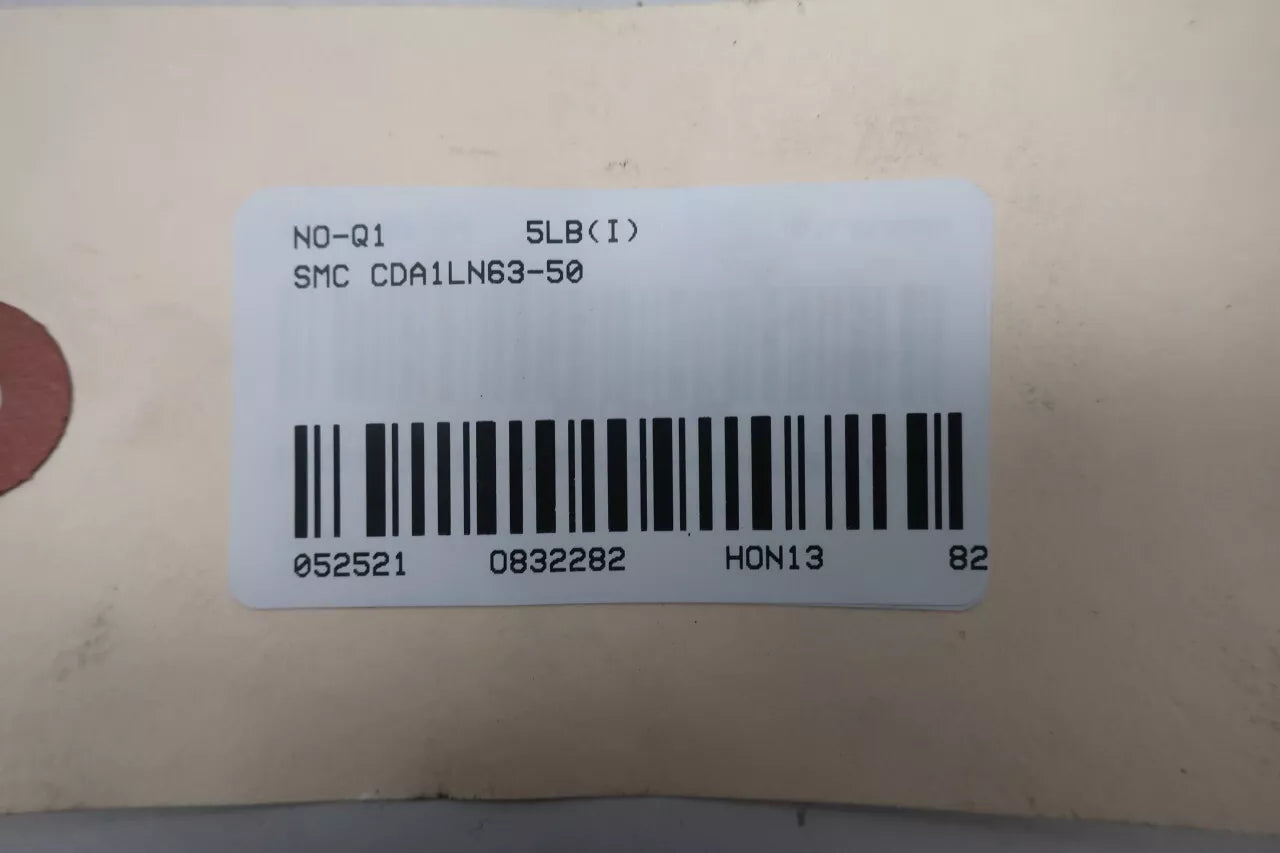 NO-Q1 5LB(I)
SMC CDA1LN63-50
052521 0832282 HON13 82